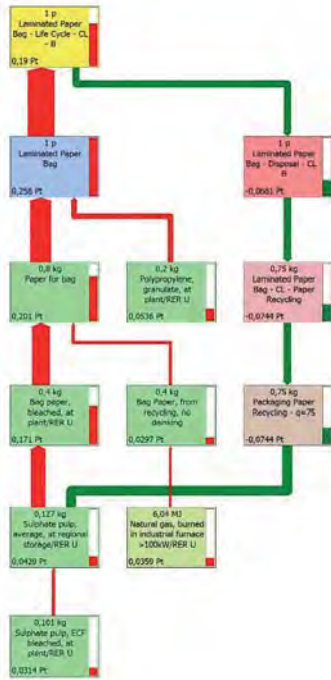 1 p
Laminated Paper
Bag - Life Cycle - CL
- B
0,19 Pt
1 p
Laminated Paper
Bag
0,258 Pt
1 p
Laminated Paper
Bag - Disposal - CL
B
-0,0681 Pt
0,8 kg
Paper for bag
0,201 Pt
0,2 kg
Polypropylene,
granulate, at
plant/RER U
0,0536 Pt
0,75 kg
Laminated Paper
Bag - CL - Paper
Recycling
-0,0744 Pt
0,4 kg
Bag paper,
bleached, at
plant/RER U
0,171 Pt
0,4 kg
Bag Paper, from
recycling, no
deinking
0,0297 Pt
0,75 kg
Packaging Paper
Recycling - q=75
-0,0744 Pt
0,127 kg
Sulphate pulp,
average, at regional
storage/RER U
0,0429 Pt
6,04 MJ
Natural gas, burned
in industrial furnace
>100kW/RER U
0,0359 Pt
0,101 kg
Sulphate pulp, ECF
bleached, at
plant/RER U
0,0314 Pt